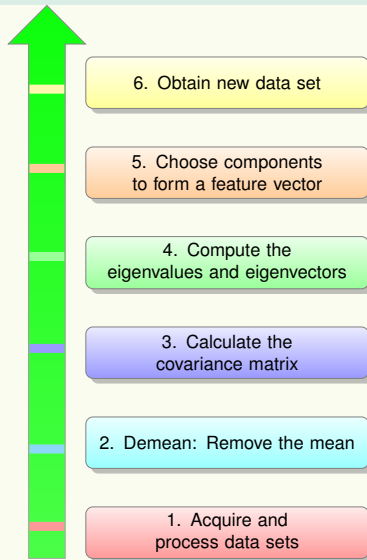 6. Obtain new data set
5. Choose components
to form a feature vector
4. Compute the
eigenvalues and eigenvectors
3. Calculate the
covariance matrix
2. Demean: Remove the mean
1. Acquire and
process data sets